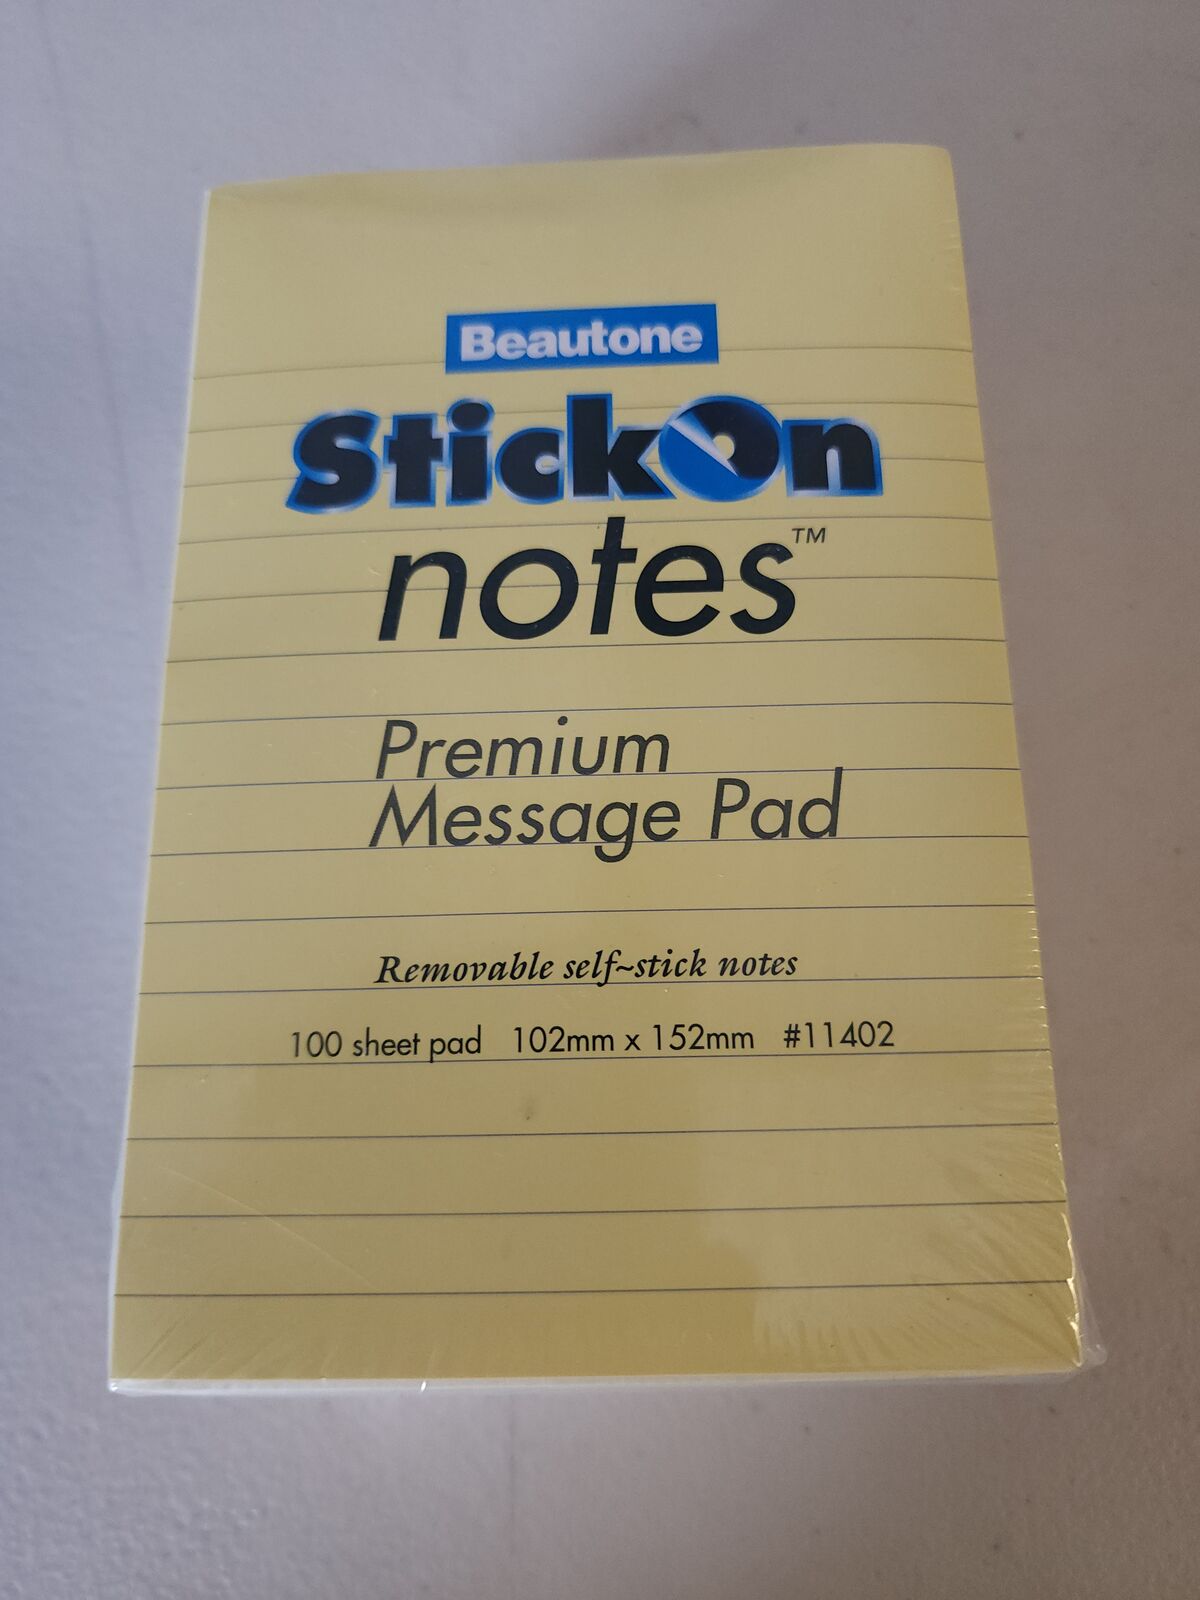 Beautone
StickOn
notes™
Premium
Message Pad
Removable self~stick notes
100 sheet pad 102mm x 152mm #11402